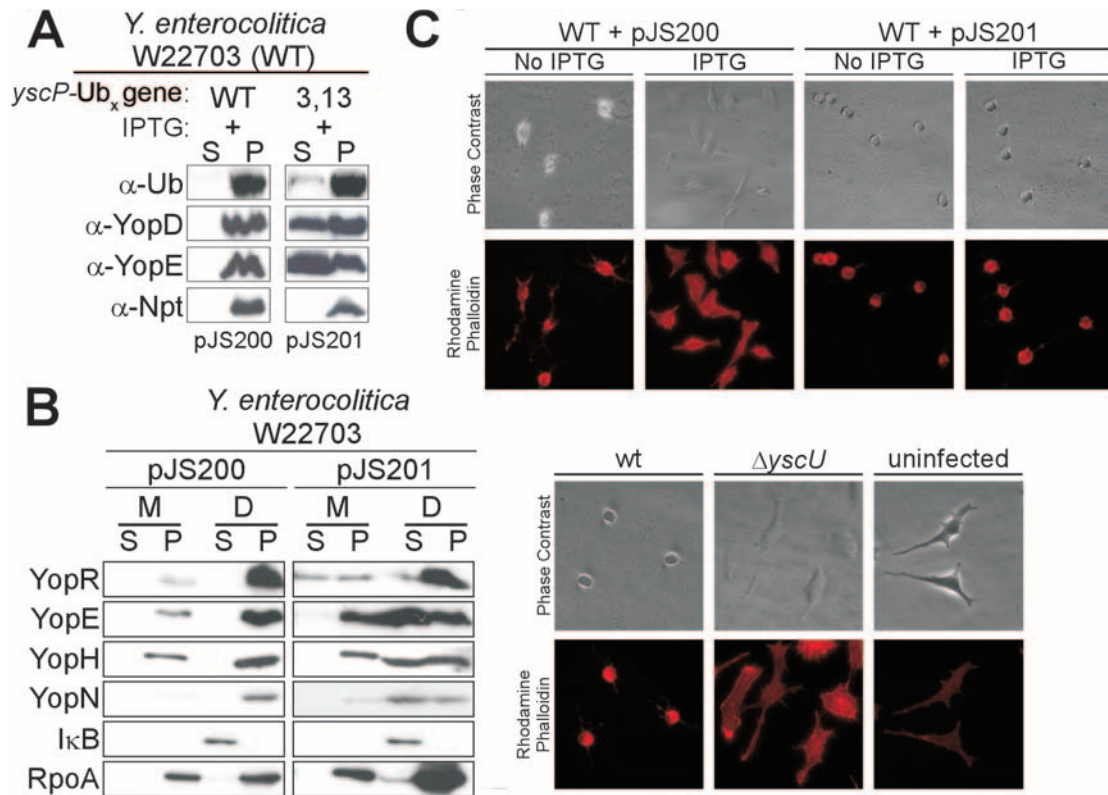 A
Y. enterocolitica
W22703 (WT)
yscP-Ubx gene: WT 3,13
IPTG: + +
S P S P
α-Ub
α-YopD
α-YopE
α-Npt
pJS200 pJS201
B
Y. enterocolitica
W22703
pJS200 pJS201
M D M D
S P S P S P S P
YopR
YopE
YopH
YopN
IκB
RpoA
C
WT + pJS200 WT + pJS201
No IPTG IPTG No IPTG IPTG
Phase Contrast
Rhodamine
Phalloidin
wt ΔyscU uninfected
Phase Contrast
Rhodamine
Phalloidin